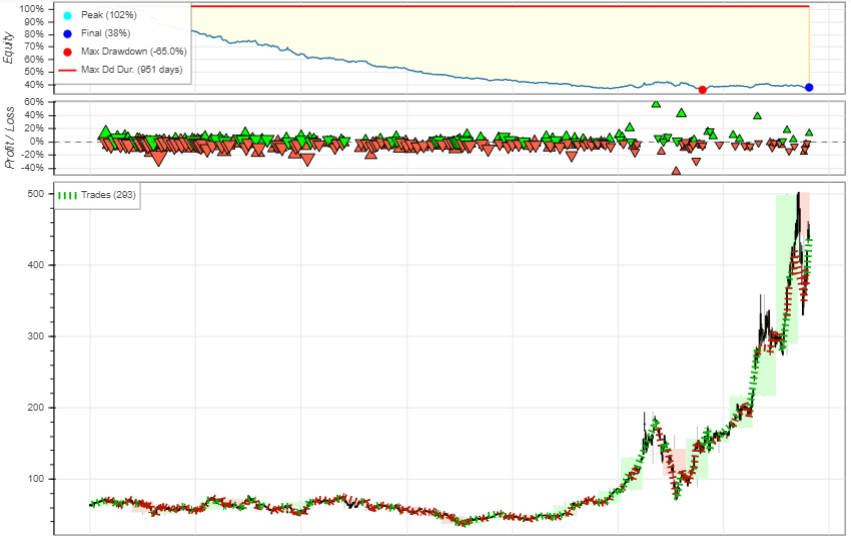 100%
90%
80%
70%
60%
50%
40%
Equity
Peak (102%)
Final (38%)
Max Drawdown (-65.0%)
Max Dd Dur. (951 days)
60%
40%
20%
0%
-20%
-40%
Profit / Loss
Trades (293)
500
400
300
200
100